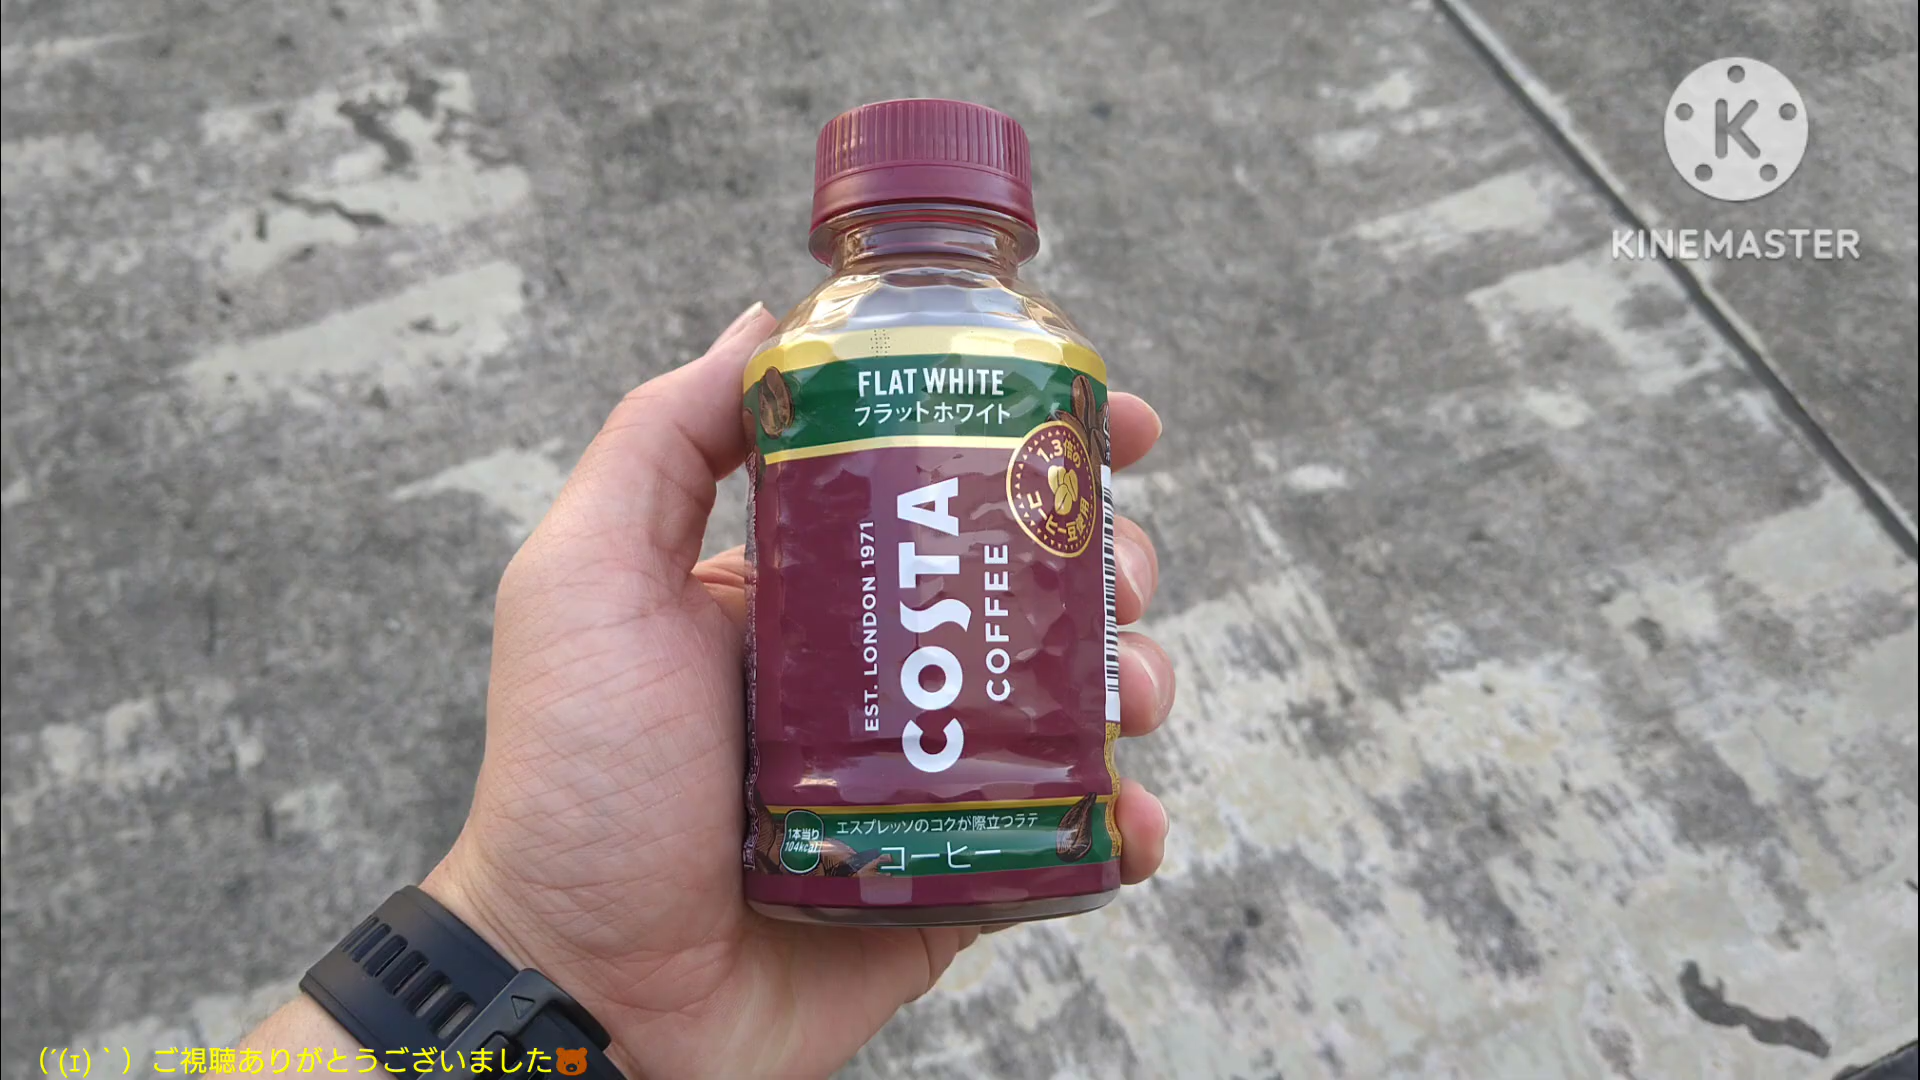 K
KINEMASTER
FLAT WHITE
フラットホワイト
1.3倍の
コーヒー豆使用
EST. LONDON 1971
COSTA
COFFEE
エスプレッソのコクが際立つラテ
コーヒー
1本当り
104kcal
(´(ｪ)｀) ご視聴ありがとうございました🐻